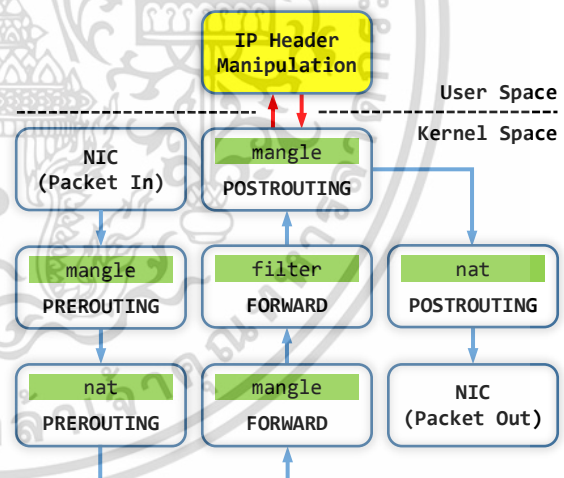 IP Header
Manipulation
User Space
Kernel Space
NIC
(Packet In)
mangle
POSTROUTING
mangle
PREROUTING
filter
FORWARD
nat
POSTROUTING
nat
PREROUTING
mangle
FORWARD
NIC
(Packet Out)